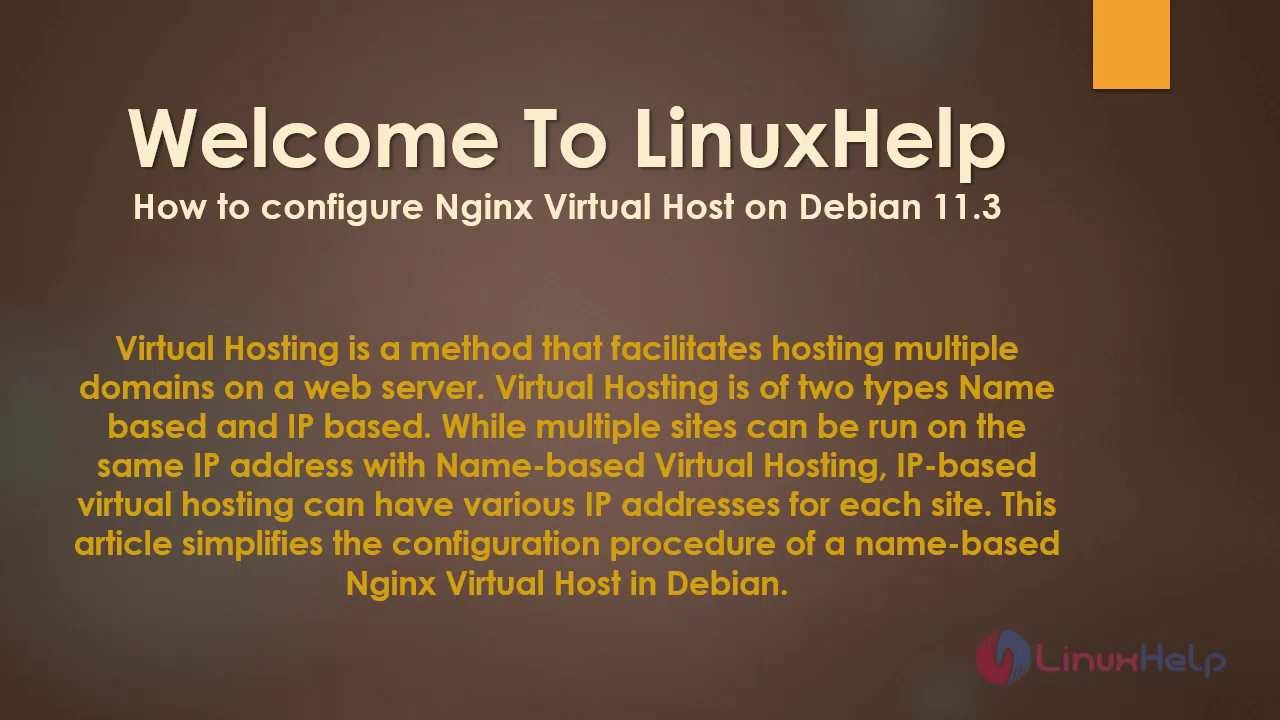 Welcome To LinuxHelp
How to configure Nginx Virtual Host on Debian 11.3
Virtual Hosting is a method that facilitates hosting multiple
domains on a web server. Virtual Hosting is of two types Name
based and IP based. While multiple sites can be run on the
same IP address with Name-based Virtual Hosting, IP-based
virtual hosting can have various IP addresses for each site. This
article simplifies the configuration procedure of a name-based
Nginx Virtual Host in Debian.
LinuxHelp